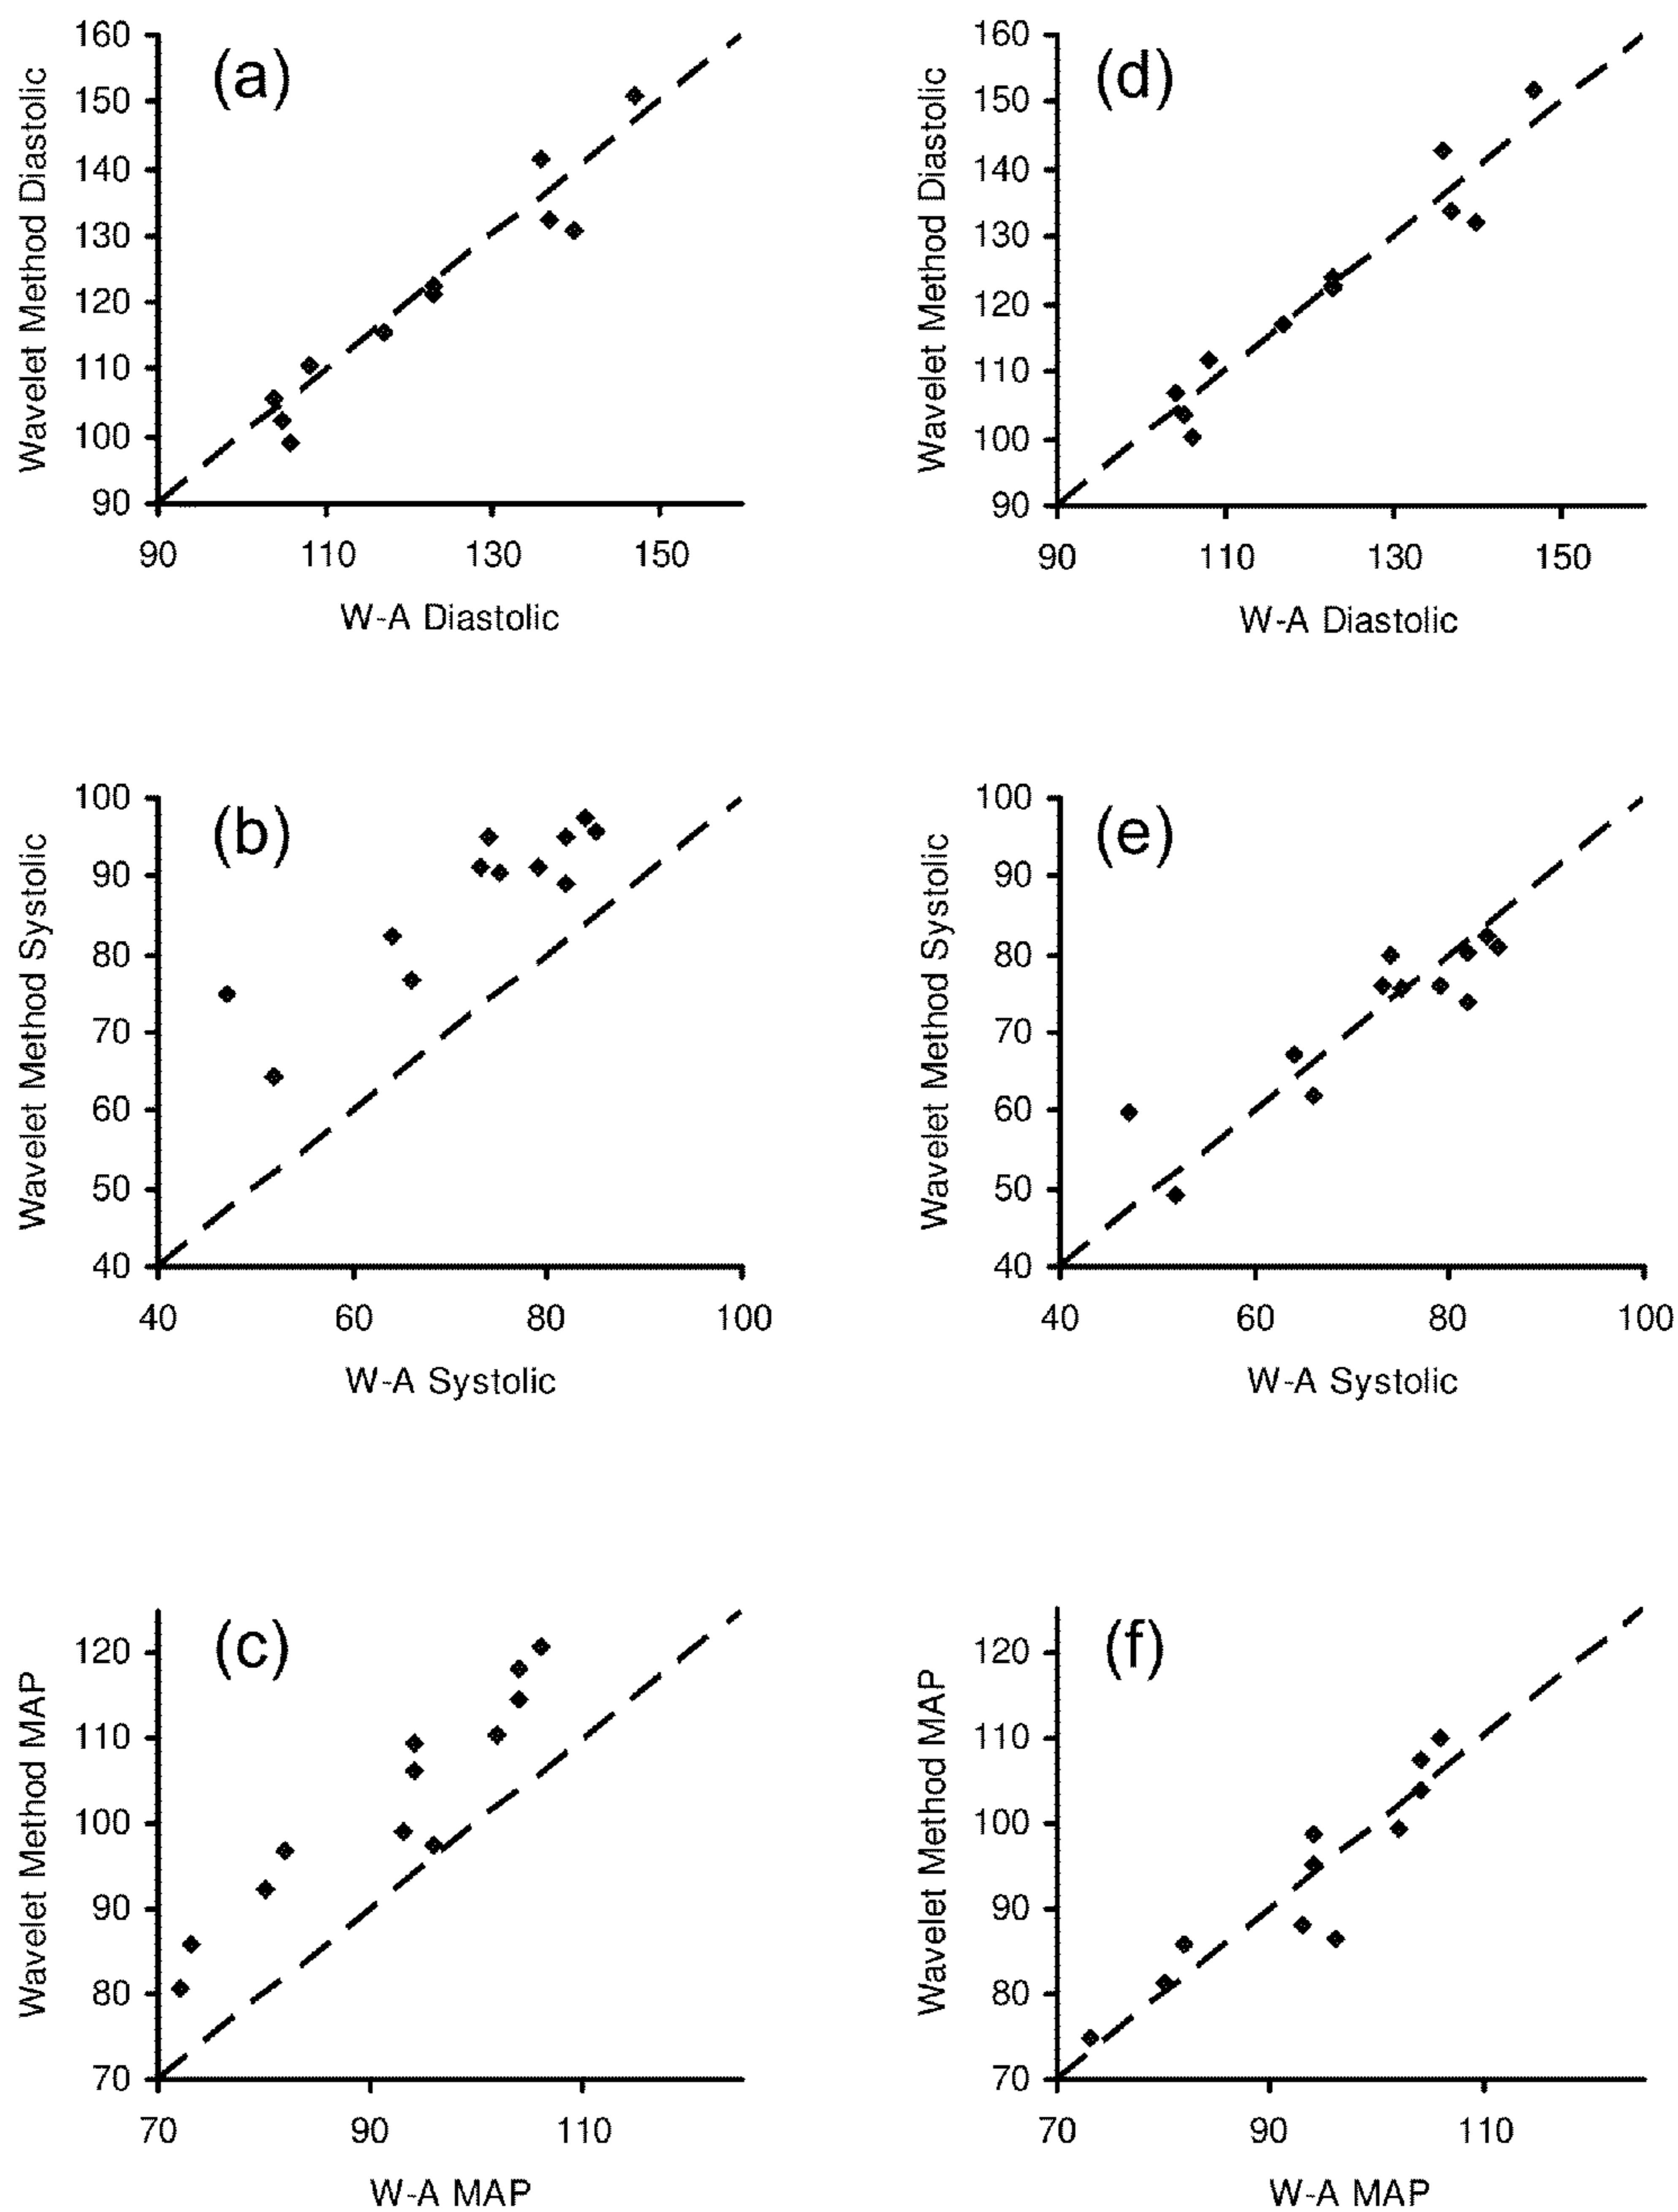 (a)
Wavelet Method Diastolic
160
150
140
130
120
110
100
90
90 110 130 150
W-A Diastolic
(d)
Wavelet Method Diastolic
160
150
140
130
120
110
100
90
90 110 130 150
W-A Diastolic
(b)
Wavelet Method Systolic
100
90
80
70
60
50
40
40 60 80 100
W-A Systolic
(e)
Wavelet Method Systolic
100
90
80
70
60
50
40
40 60 80 100
W-A Systolic
(c)
Wavelet Method MAP
120
110
100
90
80
70
70 90 110
W-A MAP
(f)
Wavelet Method MAP
120
110
100
90
80
70
70 90 110
W-A MAP